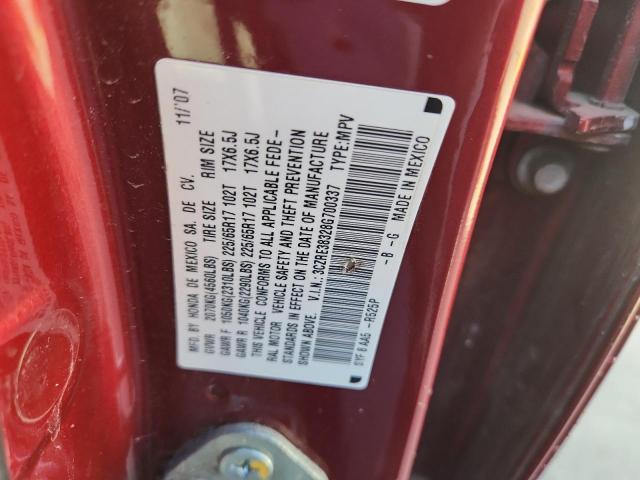 MFD. BY HONDA DE MEXICO SA. DE CV. 11/'07
GVWR 2070KG(4560LBS) TIRE SIZE RIM SIZE
GAWR F 1050KG(2310LBS) 225/65R17 102T 17X6.5J
GAWR R 1040KG(2290LBS) 225/65R17 102T 17X6.5J
THIS VEHICLE CONFORMS TO ALL APPLICABLE FEDE-
RAL MOTOR VEHICLE SAFETY AND THEFT PREVENTION
STANDARDS IN EFFECT ON THE DATE OF MANUFACTURE
SHOWN ABOVE. V.I.N.:3CZRE38328G700337 TYPE:MPV
-B -G MADE IN MEXICO
-R525P